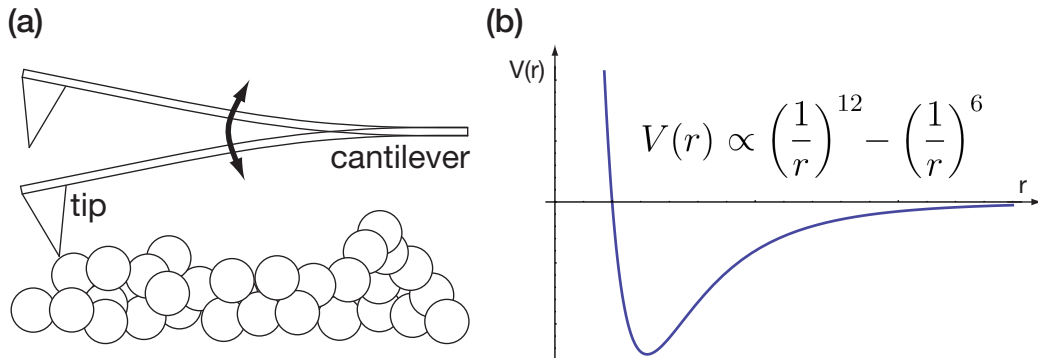 (a)
cantilever
tip
(b)
V(r)
V(r) ∝ (1/r)^12 − (1/r)^6
r